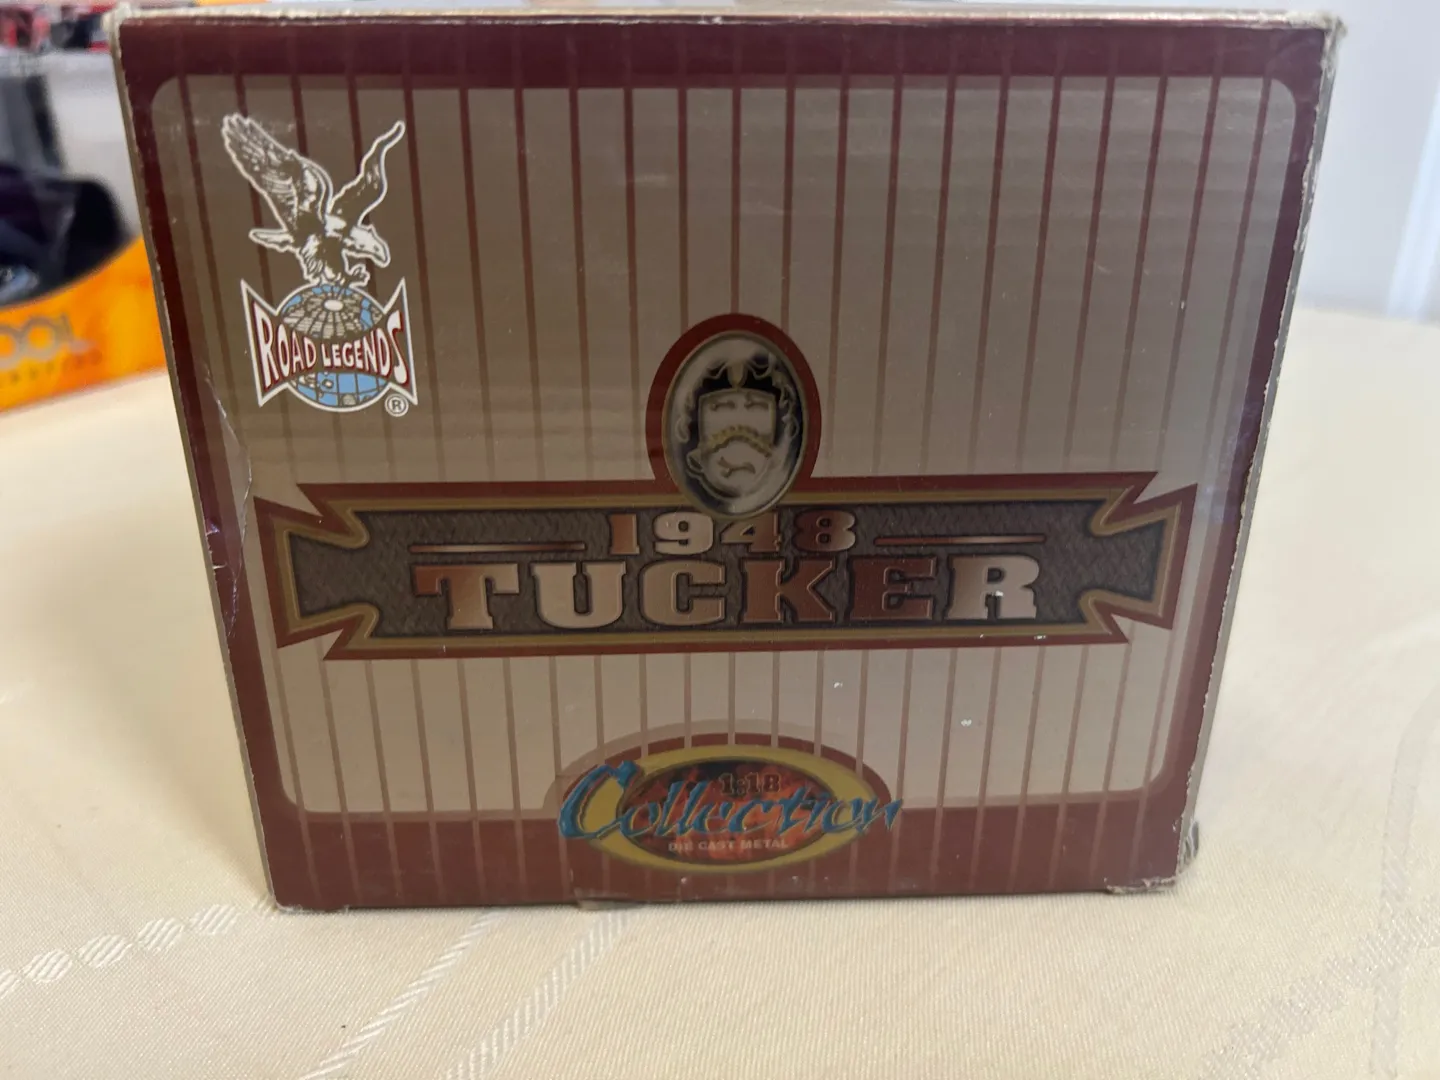 ROAD LEGENDS
®
1948
TUCKER
1:18
Collection
DIE CAST METAL